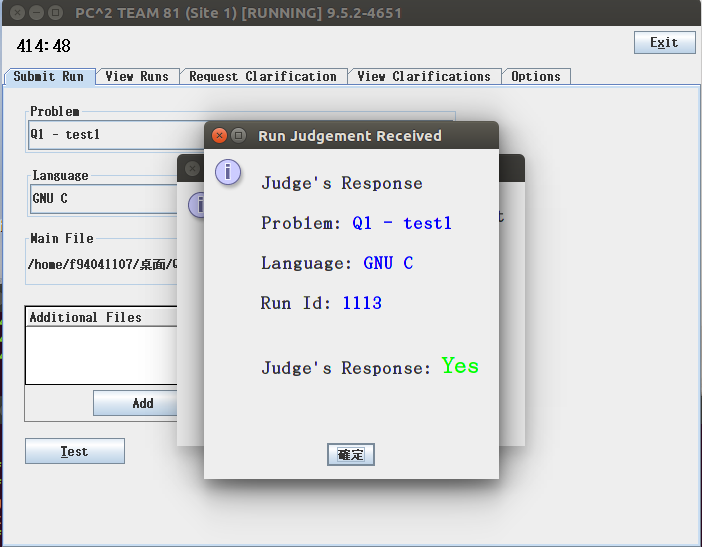 PC^2 TEAM 81 (Site 1) [RUNNING] 9.5.2-4651
414:48
Exit
Submit Run
View Runs
Request Clarification
View Clarifications
Options
Problem
Q1 - test1
Language
GNU C
Main File
/home/f94041107/桌面/Q
Additional Files
Add
Test
Run Judgement Received
Judge's Response
Problem: Q1 - test1
Language: GNU C
Run Id: 1113
Judge's Response: Yes
確定